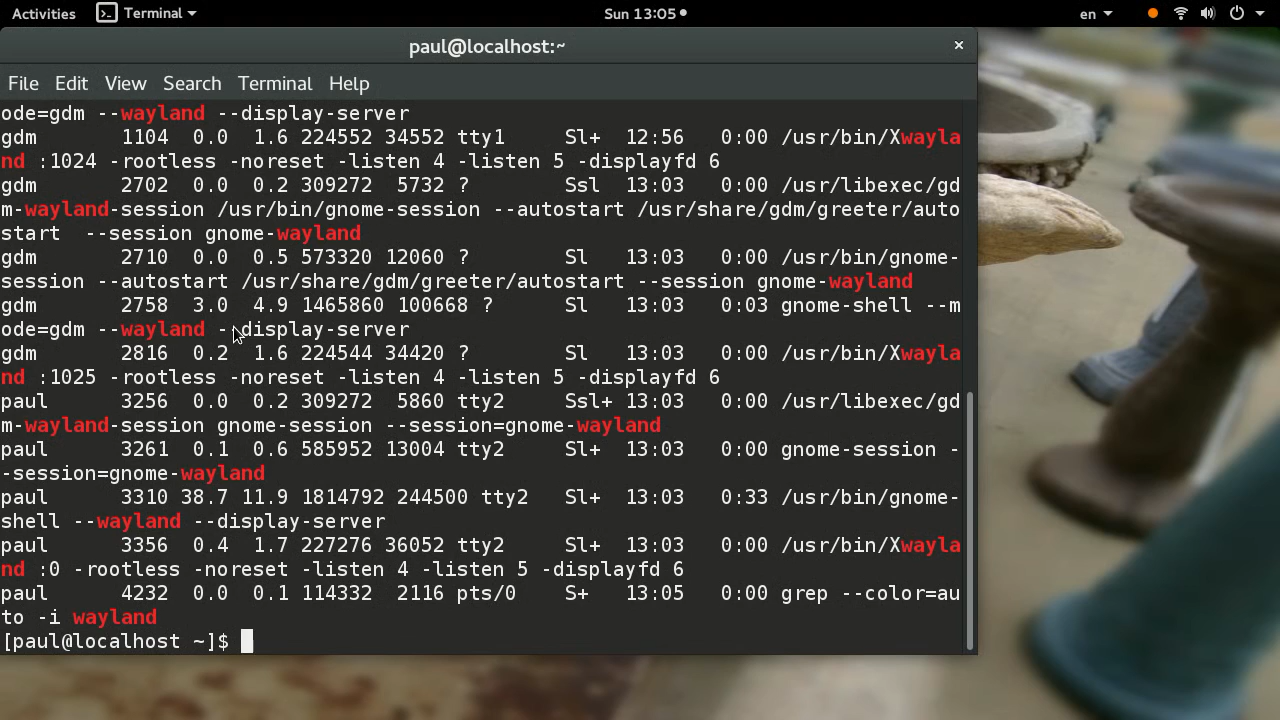 Activities Terminal Sun 13:05 en
paul@localhost:~ ×
File Edit View Search Terminal Help
ode=gdm --wayland --display-server
gdm       1104  0.0  1.6 224552 34552 tty1     Sl+  12:56   0:00 /usr/bin/Xwayla
nd :1024 -rootless -noreset -listen 4 -listen 5 -displayfd 6
gdm       2702  0.0  0.2 309272  5732 ?        Ssl  13:03   0:00 /usr/libexec/gd
m-wayland-session /usr/bin/gnome-session --autostart /usr/share/gdm/greeter/auto
start  --session gnome-wayland
gdm       2710  0.0  0.5 573320 12060 ?        Sl   13:03   0:00 /usr/bin/gnome-
session --autostart /usr/share/gdm/greeter/autostart --session gnome-wayland
gdm       2758  3.0  4.9 1465860 100668 ?      Sl   13:03   0:03 gnome-shell --m
ode=gdm --wayland --display-server
gdm       2816  0.2  1.6 224544 34420 ?        Sl   13:03   0:00 /usr/bin/Xwayla
nd :1025 -rootless -noreset -listen 4 -listen 5 -displayfd 6
paul      3256  0.0  0.2 309272  5860 tty2     Ssl+ 13:03   0:00 /usr/libexec/gd
m-wayland-session gnome-session --session=gnome-wayland
paul      3261  0.1  0.6 585952 13004 tty2     Sl+  13:03   0:00 gnome-session -
-session=gnome-wayland
paul      3310 38.7 11.9 1814792 244500 tty2   Sl+  13:03   0:33 /usr/bin/gnome-
shell --wayland --display-server
paul      3356  0.4  1.7 227276 36052 tty2     Sl+  13:03   0:00 /usr/bin/Xwayla
nd :0 -rootless -noreset -listen 4 -listen 5 -displayfd 6
paul      4232  0.0  0.1 114332  2116 pts/0    S+   13:05   0:00 grep --color=au
to -i wayland
[paul@localhost ~]$